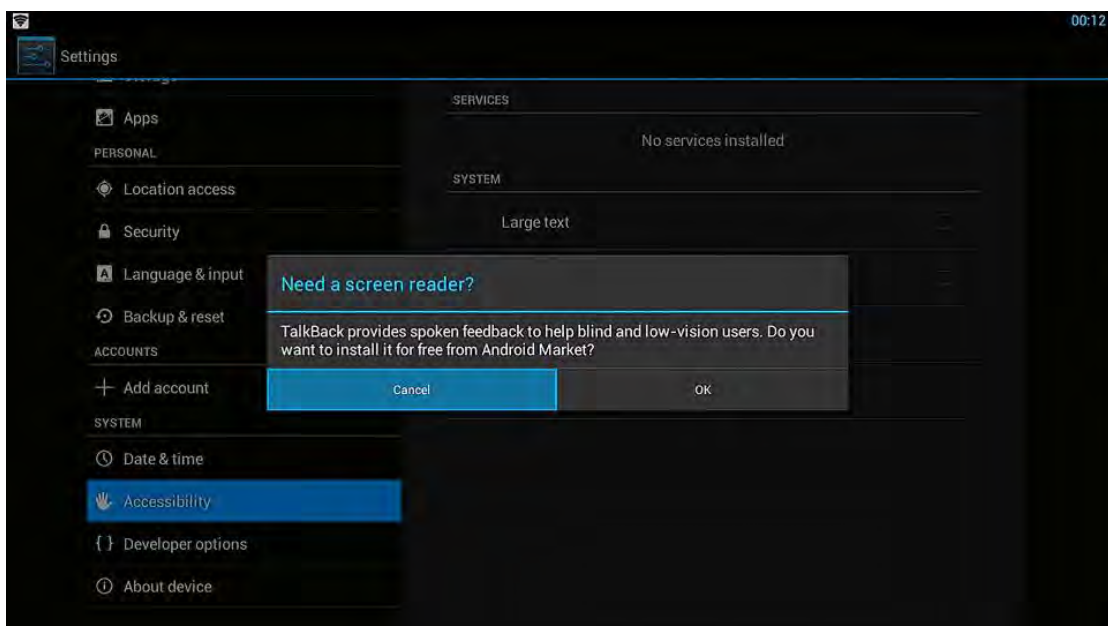 00:12
Settings
Apps
PERSONAL
Location access
Security
Language & input
Backup & reset
ACCOUNTS
Add account
SYSTEM
Date & time
Accessibility
{ } Developer options
About device
SERVICES
No services installed
SYSTEM
Large text
Need a screen reader?
TalkBack provides spoken feedback to help blind and low-vision users. Do you
want to install it for free from Android Market?
Cancel
OK